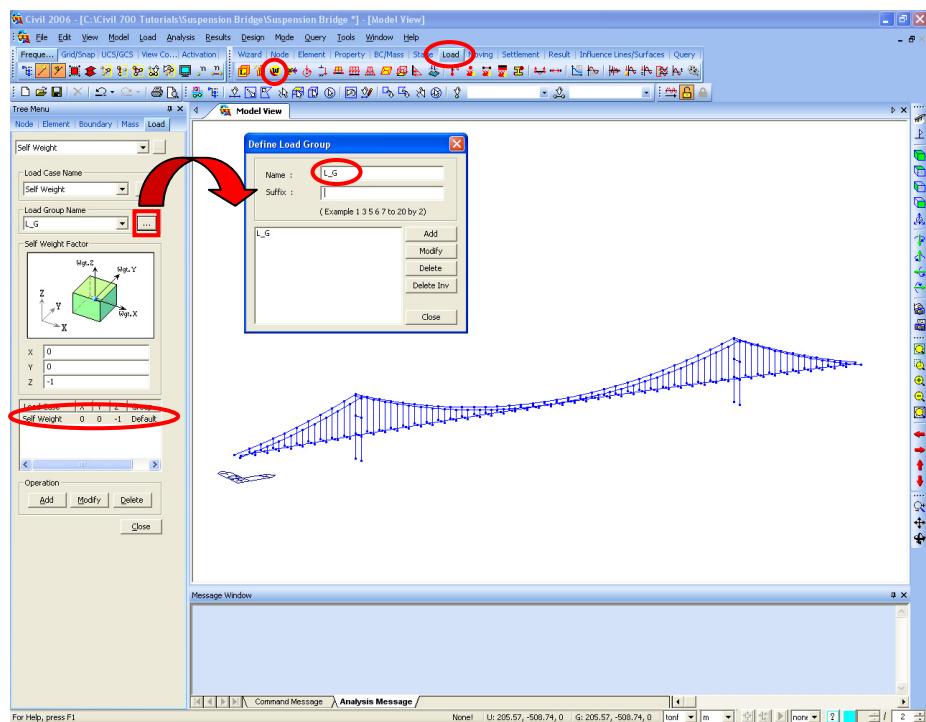 Civil 2006 - [C:\Civil 700 Tutorials\Suspension Bridge\Suspension Bridge *] - [Model View]
File Edit View Model Load Analysis Results Design Mode Query Tools Window Help
Freque... Grid/Snap UCS/GCS View Co... Activation Wizard Node Element Property BC/Mass Stage Load Moving Settlement Result Influence Lines/Surfaces Query
Tree Menu
Model View
Node Element Boundary Mass Load
Self Weight
Load Case Name
Self Weight
Load Group Name
L_G
...
Self Weight Factor
Wgt.Z
Wgt.Y
Wgt.X
Z
Y
X
X 0
Y 0
Z -1
Load Case X Y Z Group
Self Weight 0 0 -1 Default
Operation
Add Modify Delete
Close
Define Load Group
Name : L_G
Suffix :
( Example 1 3 5 6 7 to 20 by 2)
L_G
Add
Modify
Delete
Delete Inv
Close
Message Window
Command Message Analysis Message
For Help, press F1
None! U: 205.57, -508.74, 0 G: 205.57, -508.74, 0 tonf m none ? / 2